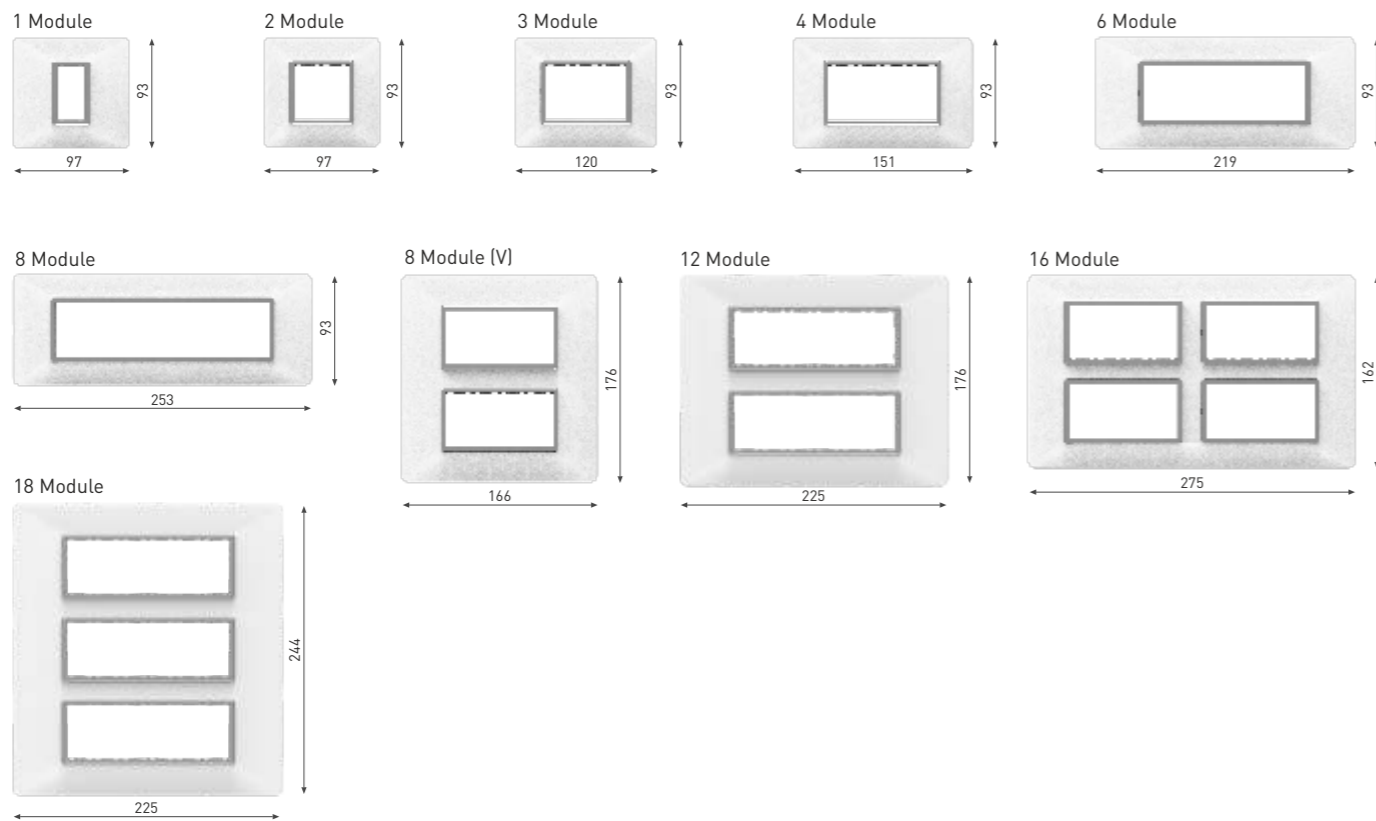 1 Module
93
97
2 Module
93
97
3 Module
93
120
4 Module
93
151
6 Module
93
219
8 Module
93
253
8 Module (V)
176
166
12 Module
176
225
16 Module
162
275
18 Module
244
225